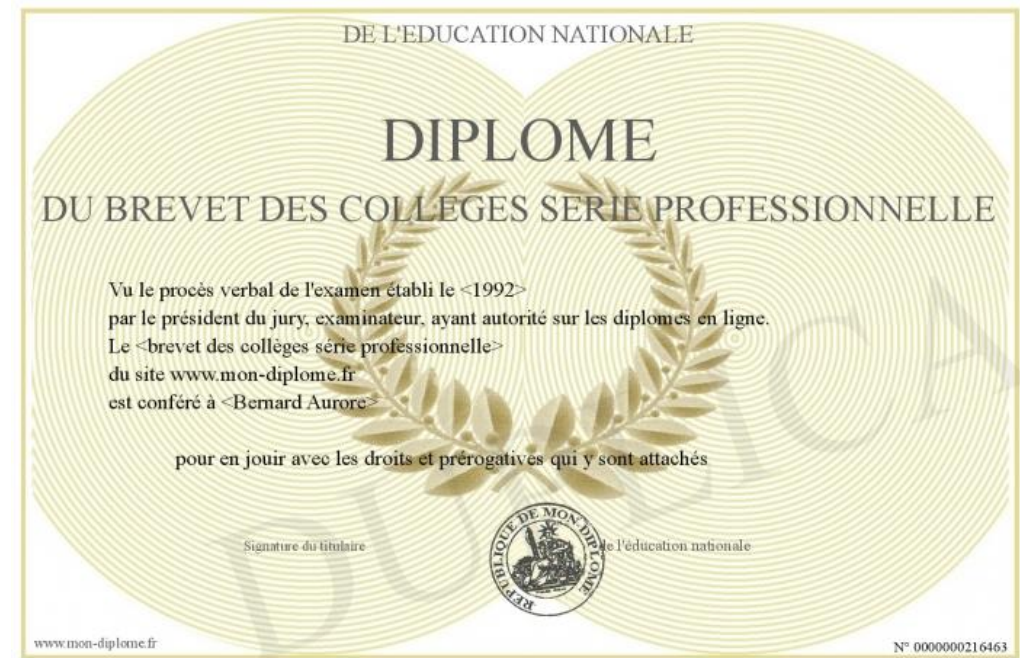 DE L'EDUCATION NATIONALE
DIPLOME
DU BREVET DES COLLEGES SERIE PROFESSIONNELLE
Vu le procès verbal de l'examen établi le <1992>
par le président du jury, examinateur, ayant autorité sur les diplomes en ligne.
Le <brevet des collèges série professionnelle>
du site www.mon-diplome.fr
est conféré à <Bernard Aurore>
pour en jouir avec les droits et prérogatives qui y sont attachés
Signature du titulaire
de l'éducation nationale
REPUBLIQUE DE MON-DIPLOME
www.mon-diplome.fr
N° 0000000216463